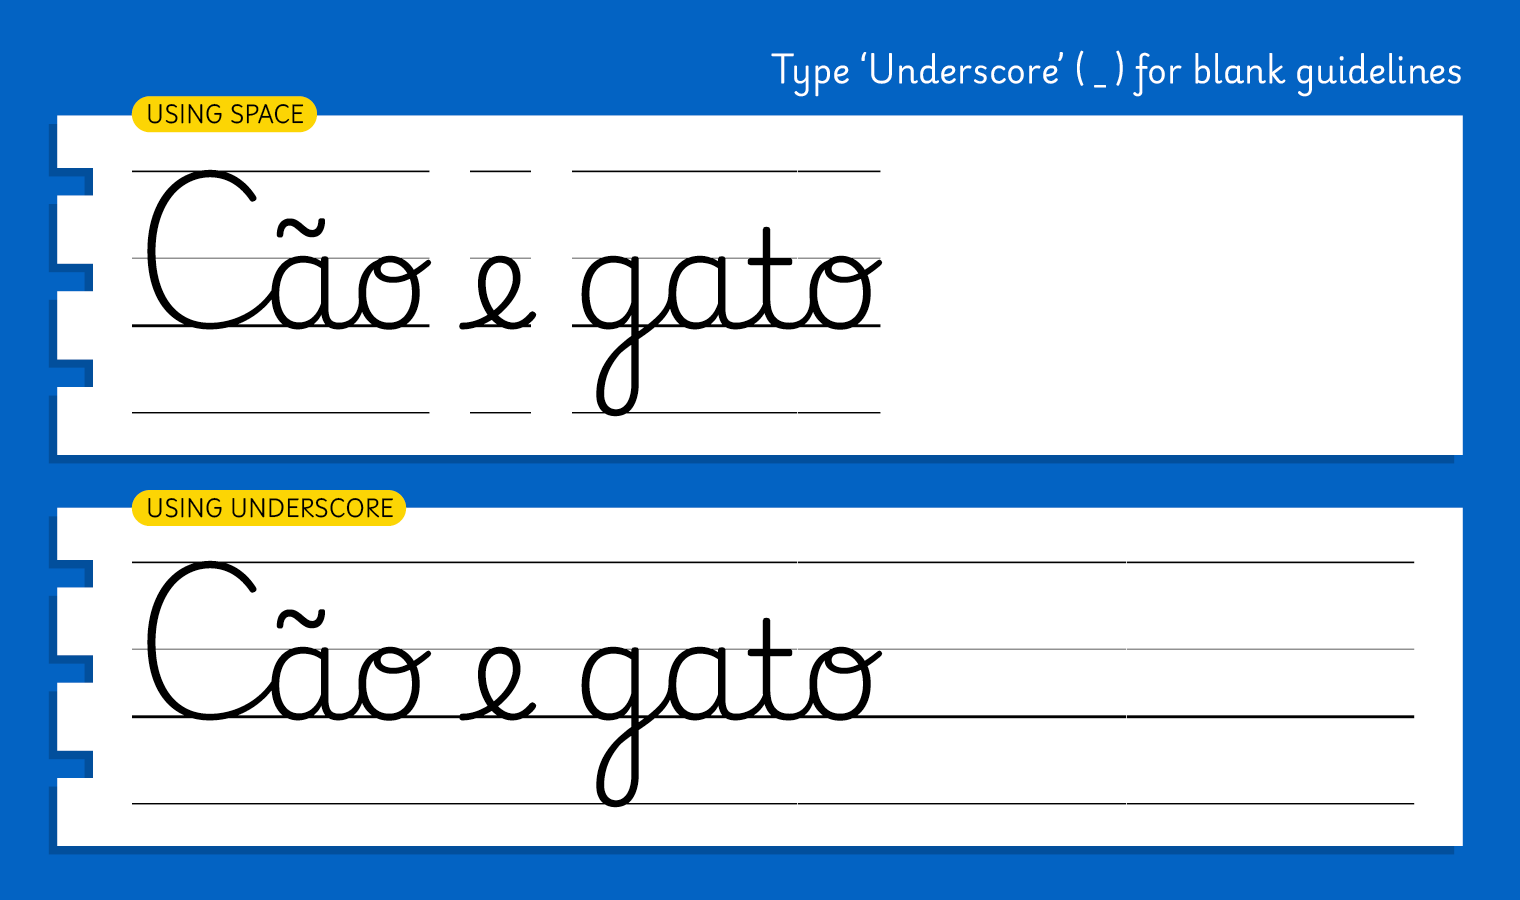 Type ‘Underscore’ ( _ ) for blank guidelines
USING SPACE
Cão e gato
USING UNDERSCORE
Cão e gato